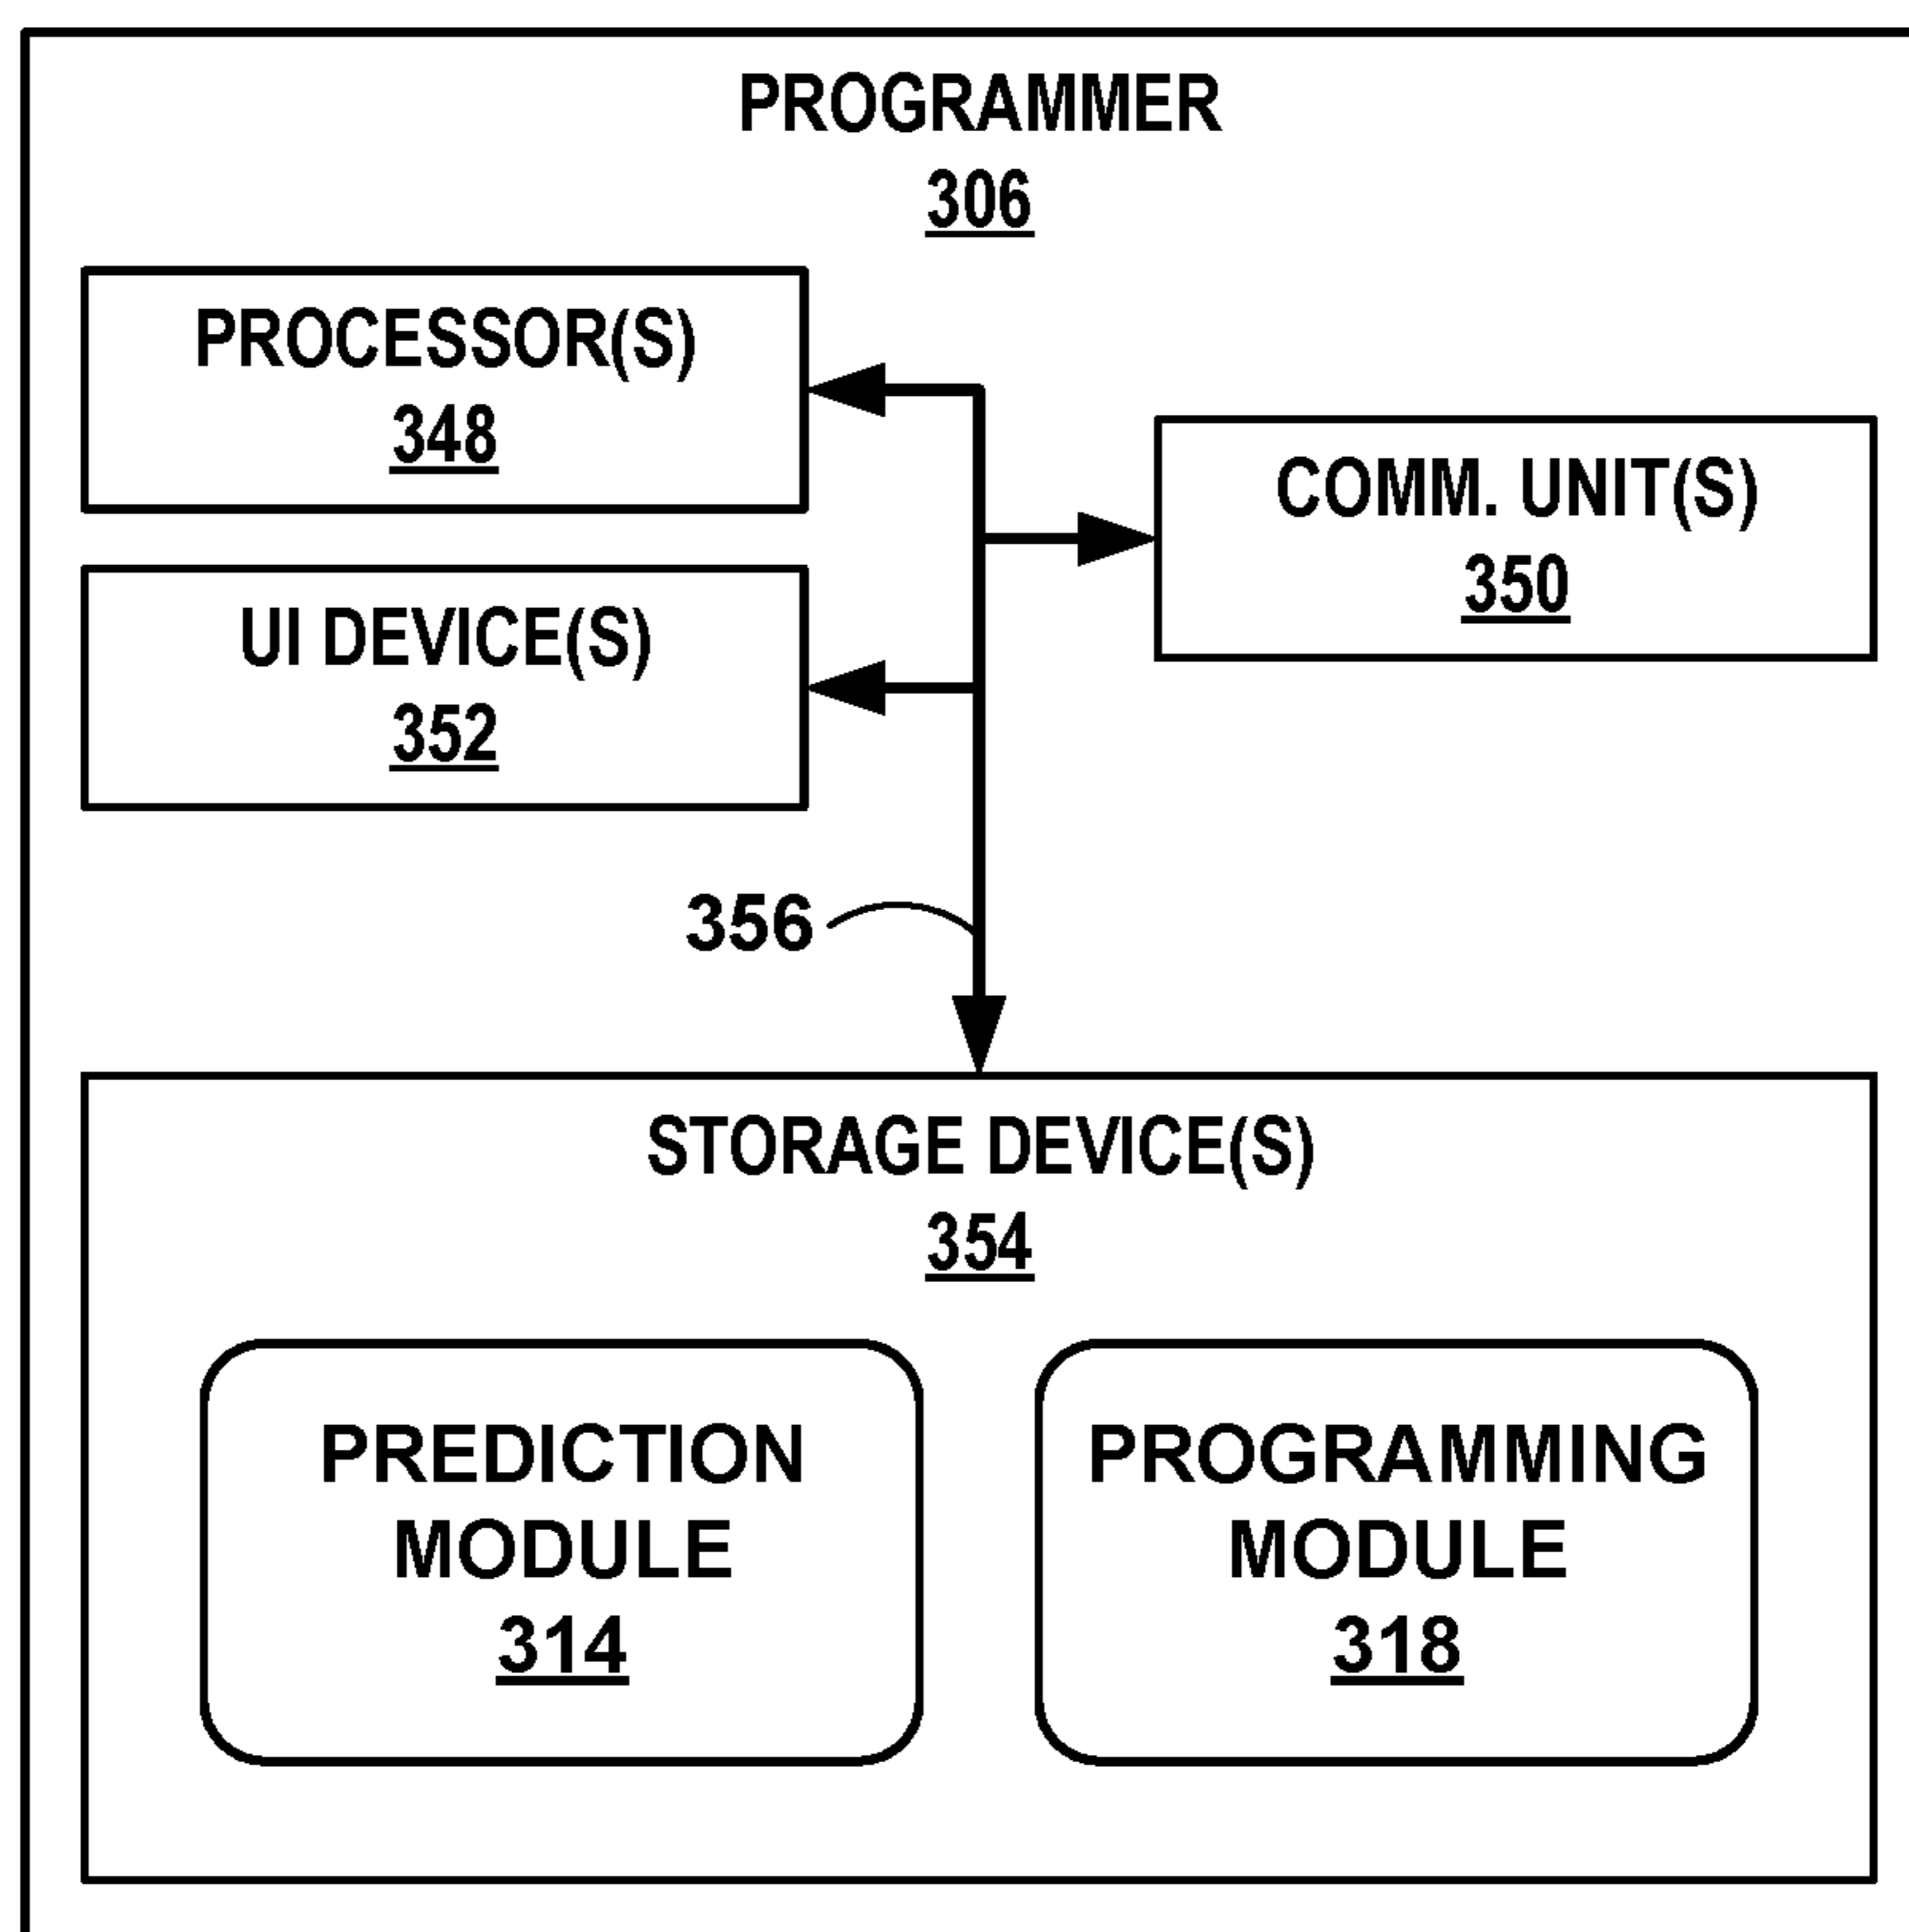 PROGRAMMER
306
PROCESSOR(S)
348
COMM. UNIT(S)
350
UI DEVICE(S)
352
356
STORAGE DEVICE(S)
354
PREDICTION
MODULE
314
PROGRAMMING
MODULE
318